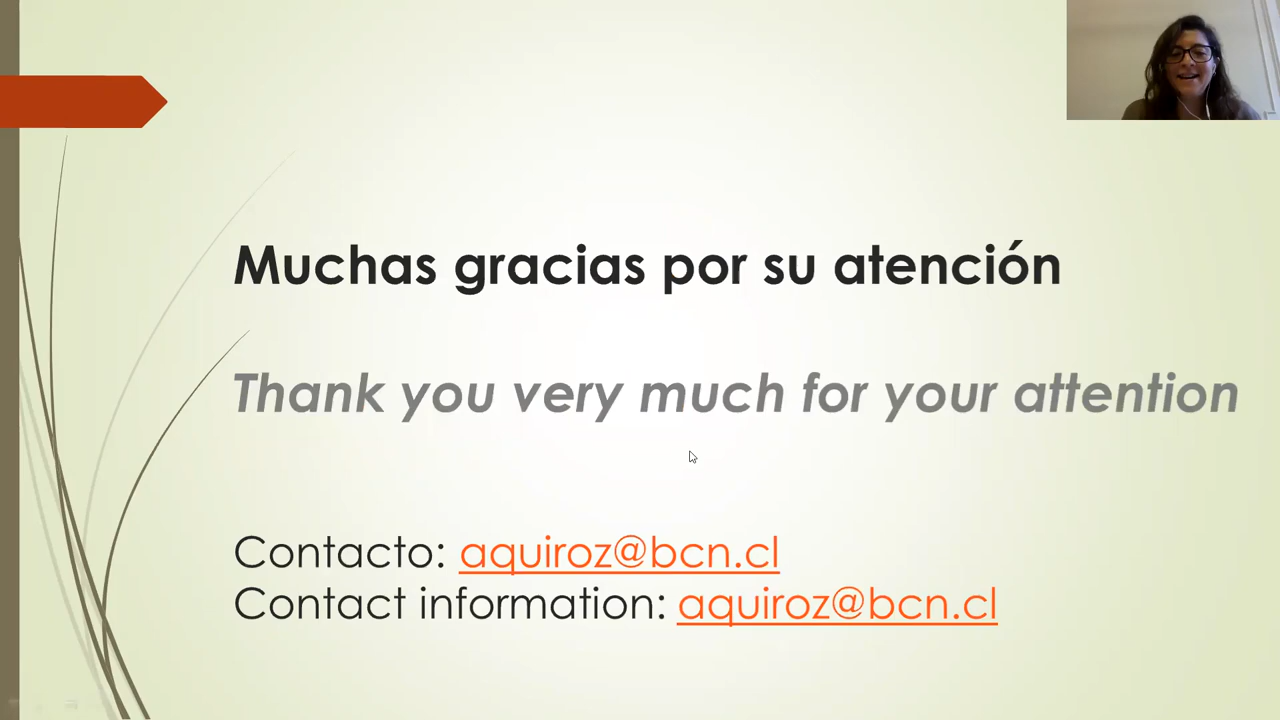 Muchas gracias por su atención
Thank you very much for your attention
Contacto: aquiroz@bcn.cl
Contact information: aquiroz@bcn.cl